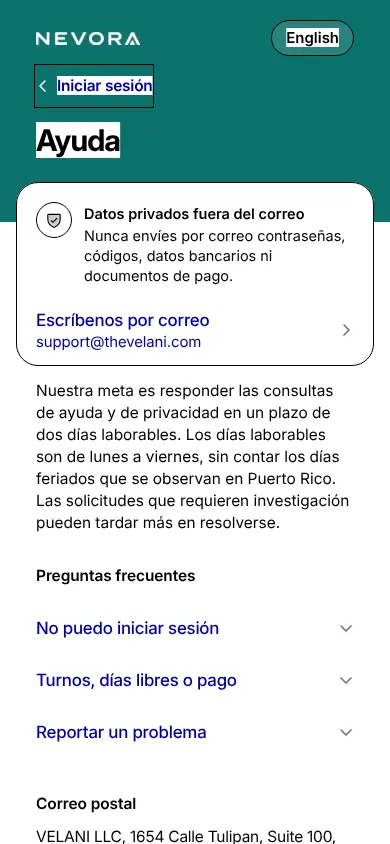 NEVORA
English
Iniciar sesión
Ayuda
Datos privados fuera del correo
Nunca envíes por correo contraseñas,
códigos, datos bancarios ni
documentos de pago.
Escríbenos por correo
support@thevelani.com
Nuestra meta es responder las consultas
de ayuda y de privacidad en un plazo de
dos días laborables. Los días laborables
son de lunes a viernes, sin contar los días
feriados que se observan en Puerto Rico.
Las solicitudes que requieren investigación
pueden tardar más en resolverse.
Preguntas frecuentes
No puedo iniciar sesión
Turnos, días libres o pago
Reportar un problema
Correo postal
VELANI LLC, 1654 Calle Tulipan, Suite 100,